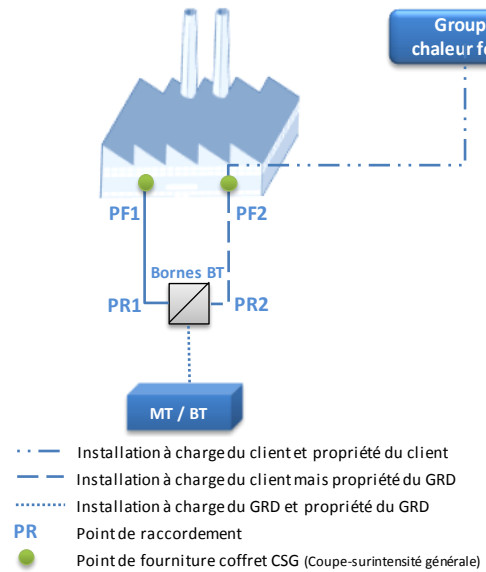 Group
chaleur
PF1 PF2
Bornes BT
PR1 PR2
MT / BT
Installation à charge du client et propriété du client
Installation à charge du client mais propriété du GRD
Installation à charge du GRD et propriété du GRD
PR Point de raccordement
Point de fourniture coffret CSG (Coupe-surintensité générale)